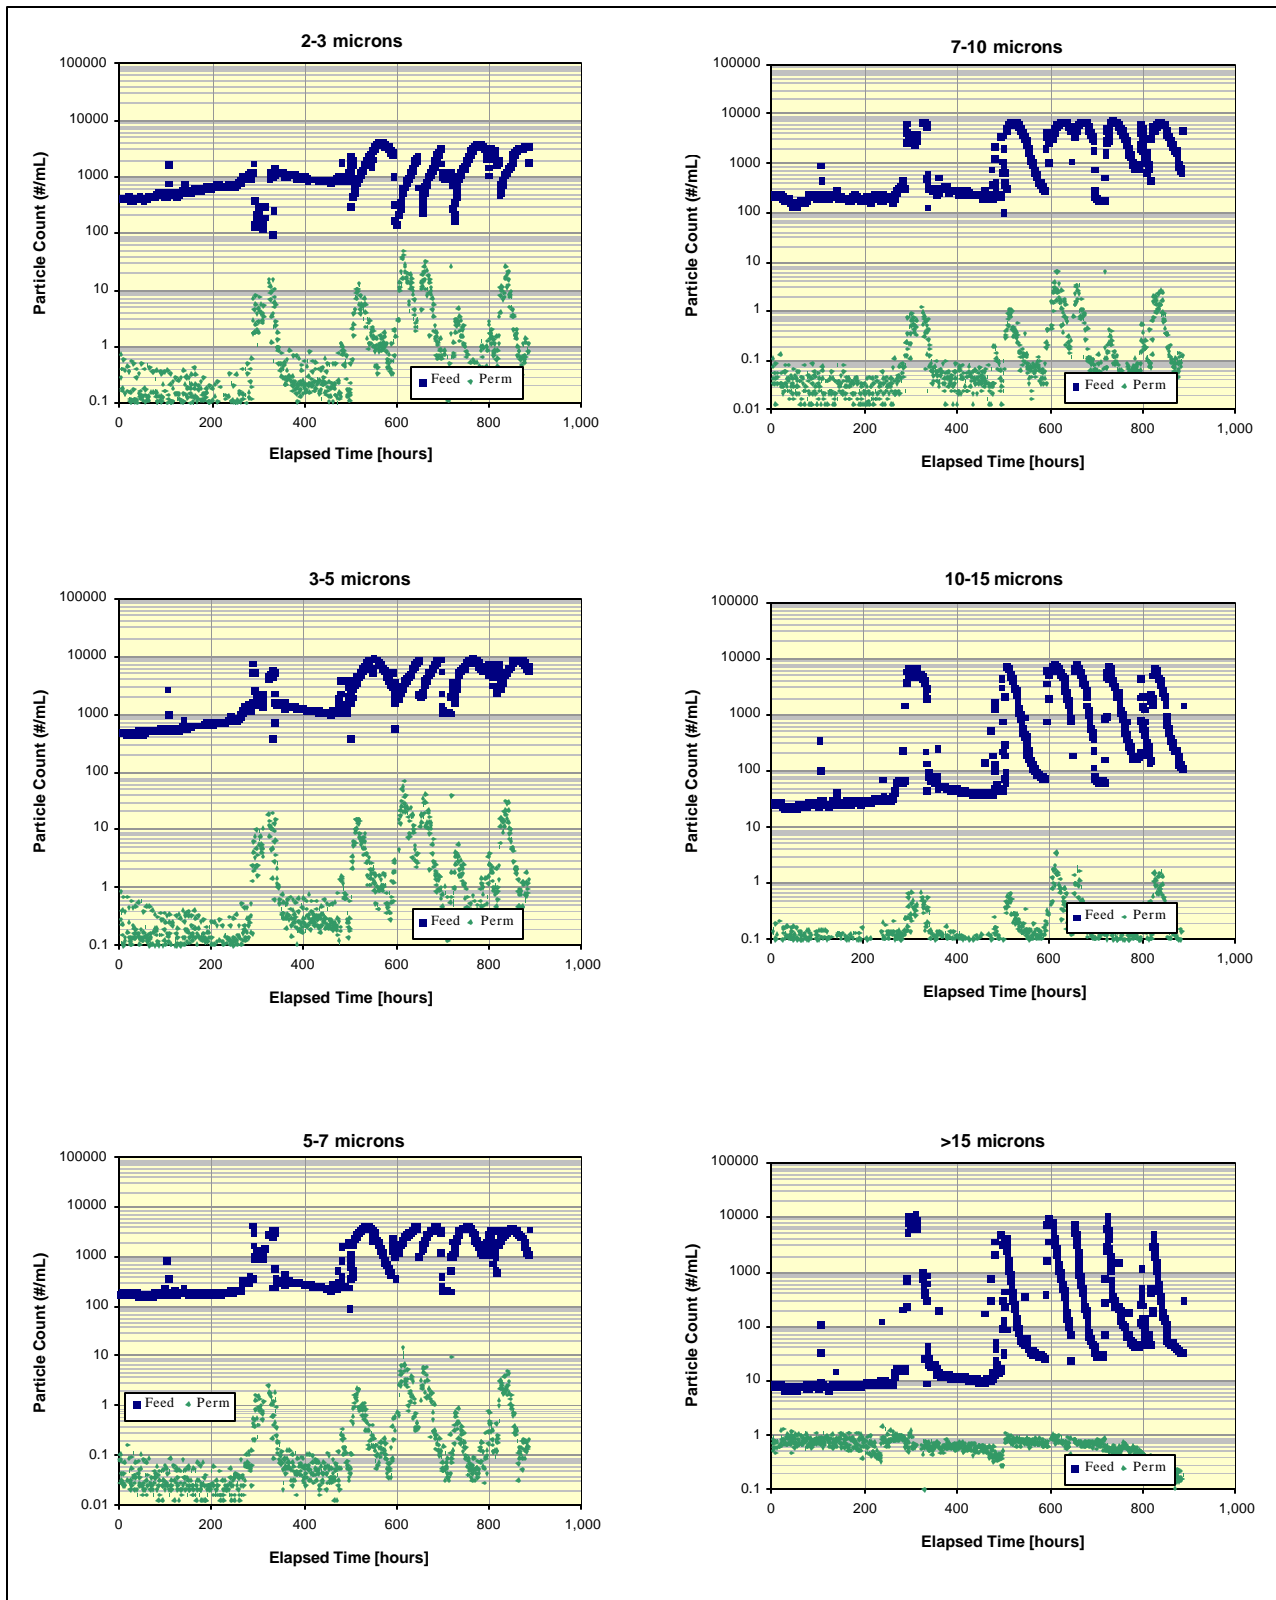 2-3 microns
Particle Count (#/mL)
100000
10000
1000
100
10
1
0.1
Feed Perm
0 200 400 600 800 1,000
Elapsed Time [hours]
7-10 microns
Particle Count (#/mL)
100000
10000
1000
100
10
1
0.1
0.01
Feed Perm
0 200 400 600 800 1,000
Elapsed Time [hours]
3-5 microns
Particle Count (#/mL)
100000
10000
1000
100
10
1
0.1
Feed Perm
0 200 400 600 800 1,000
Elapsed Time [hours]
10-15 microns
Particle Count (#/mL)
100000
10000
1000
100
10
1
0.1
Feed Perm
0 200 400 600 800 1,000
Elapsed Time [hours]
5-7 microns
Particle Count (#/mL)
100000
10000
1000
100
10
1
0.1
0.01
Feed Perm
0 200 400 600 800 1,000
Elapsed Time [hours]
>15 microns
Particle Count (#/mL)
100000
10000
1000
100
10
1
0.1
Feed Perm
0 200 400 600 800 1,000
Elapsed Time [hours]